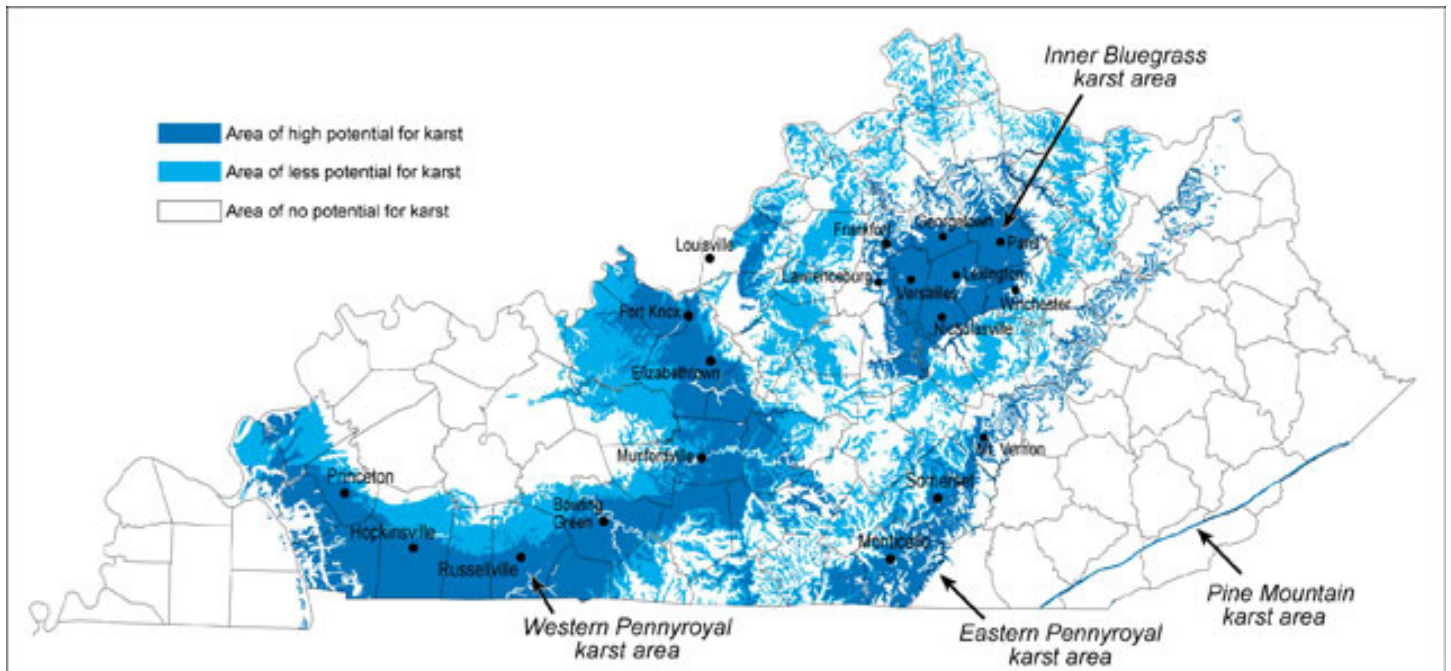 Inner Bluegrass
karst area
Area of high potential for karst
Area of less potential for karst
Area of no potential for karst
Georgetown
Frankfort
Paris
Louisville
Lawrenceburg
Lexington
Versailles
Winchester
Fort Knox
Nicholasville
Elizabethtown
Mt. Vernon
Munfordville
Princeton
Somerset
Bowling
Green
Hopkinsville
Monticello
Russellville
Pine Mountain
karst area
Western Pennyroyal
karst area
Eastern Pennyroyal
karst area